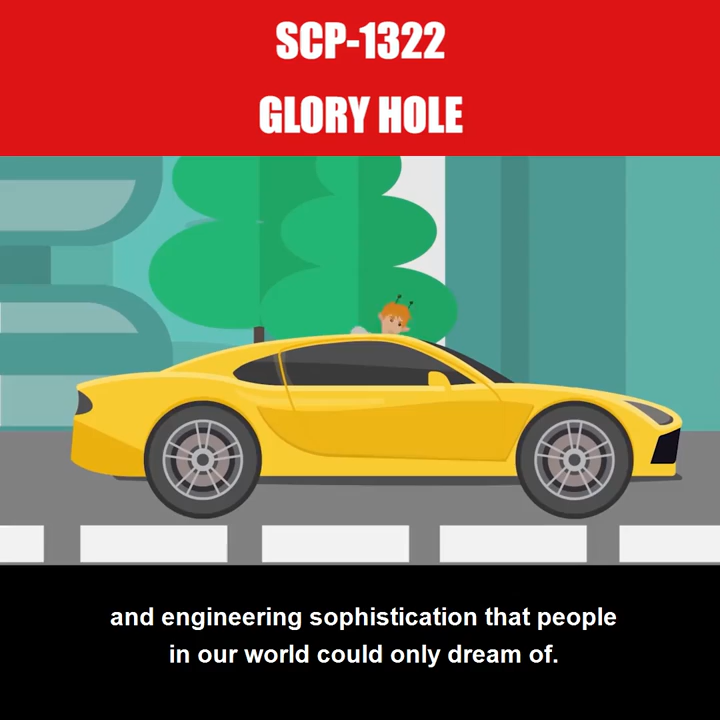 SCP-1322
GLORY HOLE
and engineering sophistication that people
in our world could only dream of.